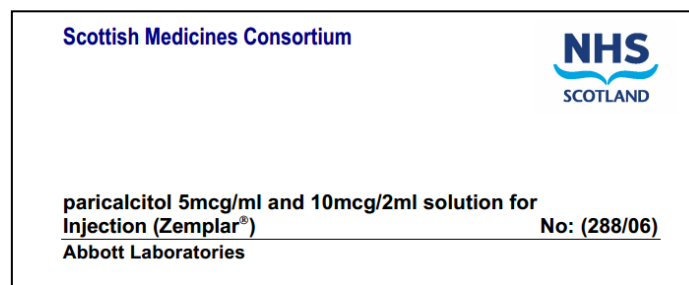 Scottish Medicines Consortium
NHS
SCOTLAND
paricalcitol 5mcg/ml and 10mcg/2ml solution for
Injection (Zemplar®) No: (288/06)
Abbott Laboratories